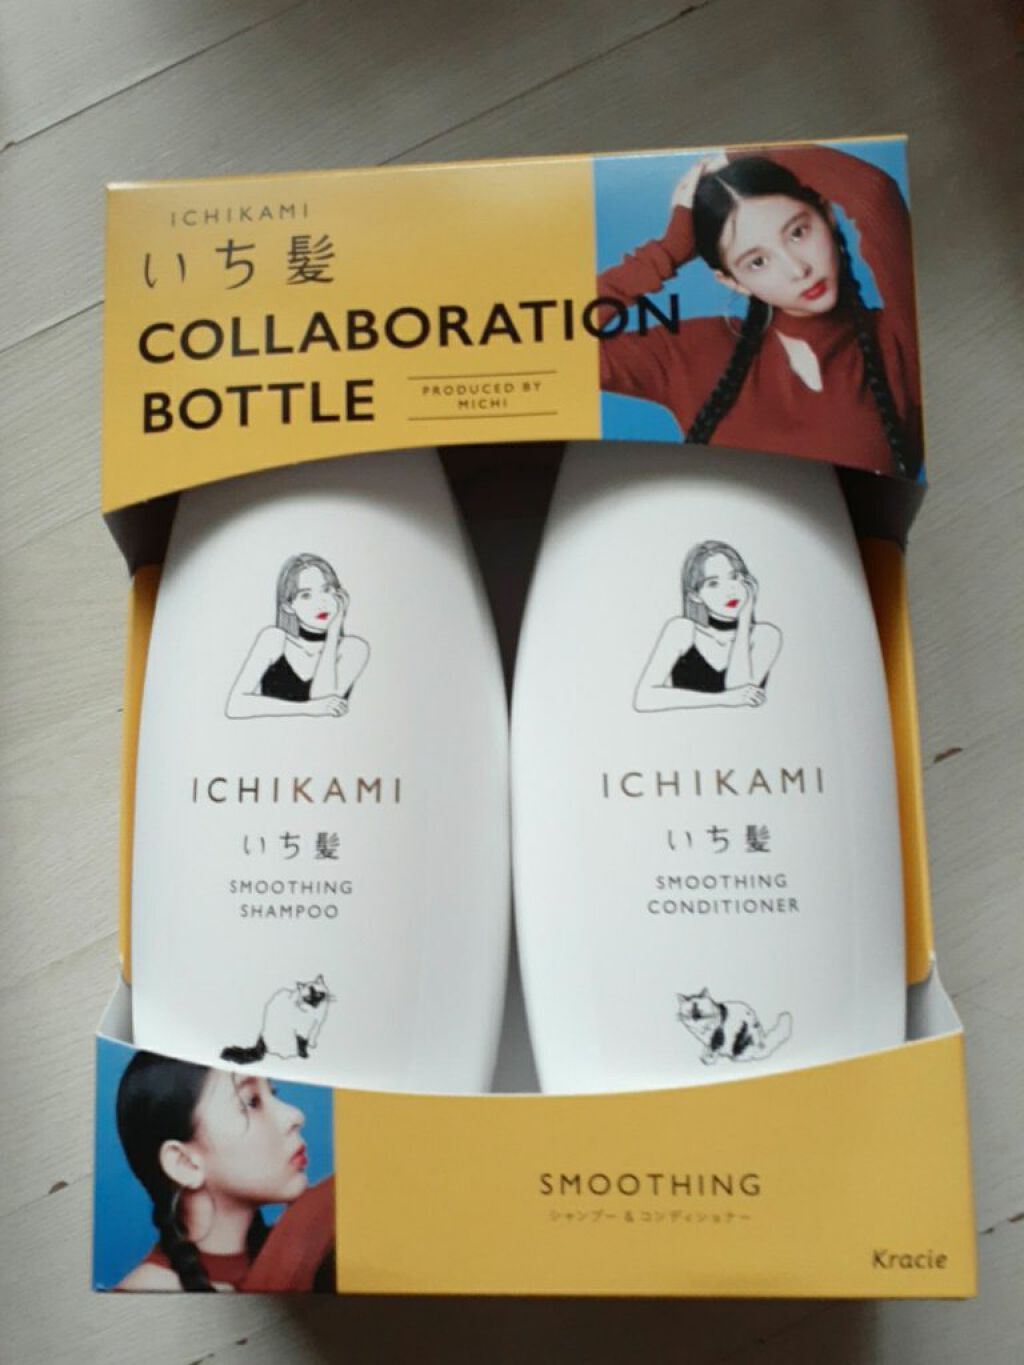 ICHIKAMI
いち髪
COLLABORATION
BOTTLE
PRODUCED BY
MICHI
ICHIKAMI
いち髪
SMOOTHING
SHAMPOO
ICHIKAMI
いち髪
SMOOTHING
CONDITIONER
SMOOTHING
シャンプー & コンディショナー
Kracie